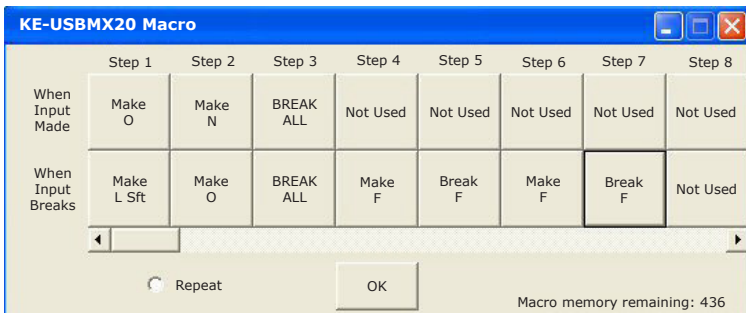 KE-USBMX20 Macro
Step 1 Step 2 Step 3 Step 4 Step 5 Step 6 Step 7 Step 8
When
Input
Made
Make
O
Make
N
BREAK
ALL
Not Used
Not Used
Not Used
Not Used
Not Used
When
Input
Breaks
Make
L Sft
Make
O
BREAK
ALL
Make
F
Break
F
Make
F
Break
F
Not Used
Repeat
OK
Macro memory remaining: 436